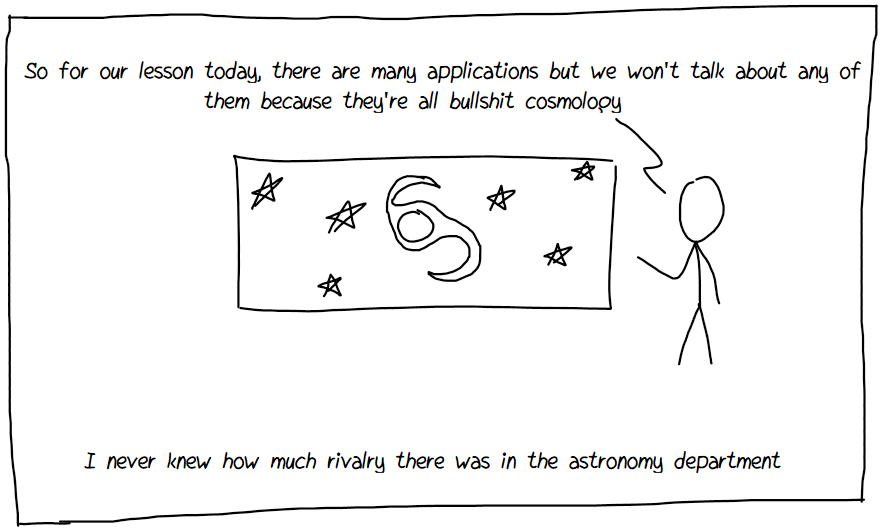 So for our lesson today, there are many applications but we won't talk about any of
them because they're all bullshit cosmology
I never knew how much rivalry there was in the astronomy department